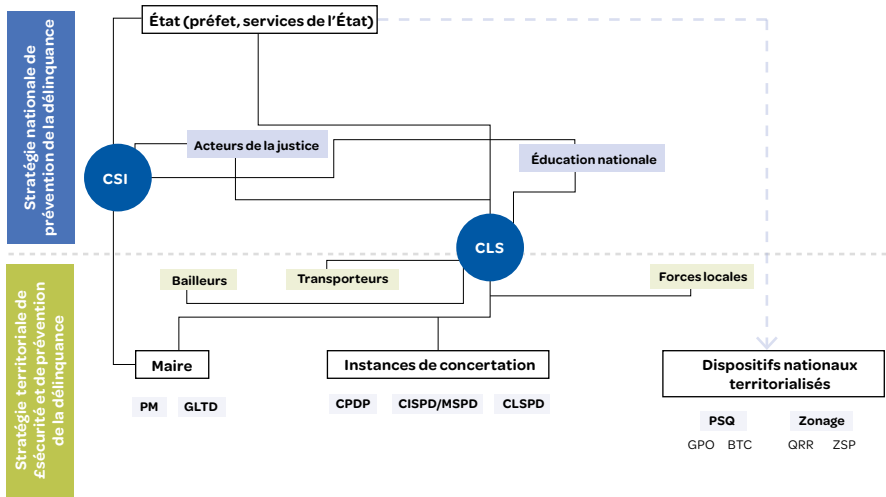 Stratégie nationale de
prévention de la délinquance
État (préfet, services de l'État)
Acteurs de la justice
CSI
Éducation nationale
CLS
Stratégie territoriale de
£sécurité et de prévention
de la délinquance
Bailleurs
Transporteurs
Forces locales
Maire
PM GLTD
Instances de concertation
CPDP CISPD/MSPD CLSPD
Dispositifs nationaux
territorialisés
PSQ Zonage
GPO BTC QRR ZSP